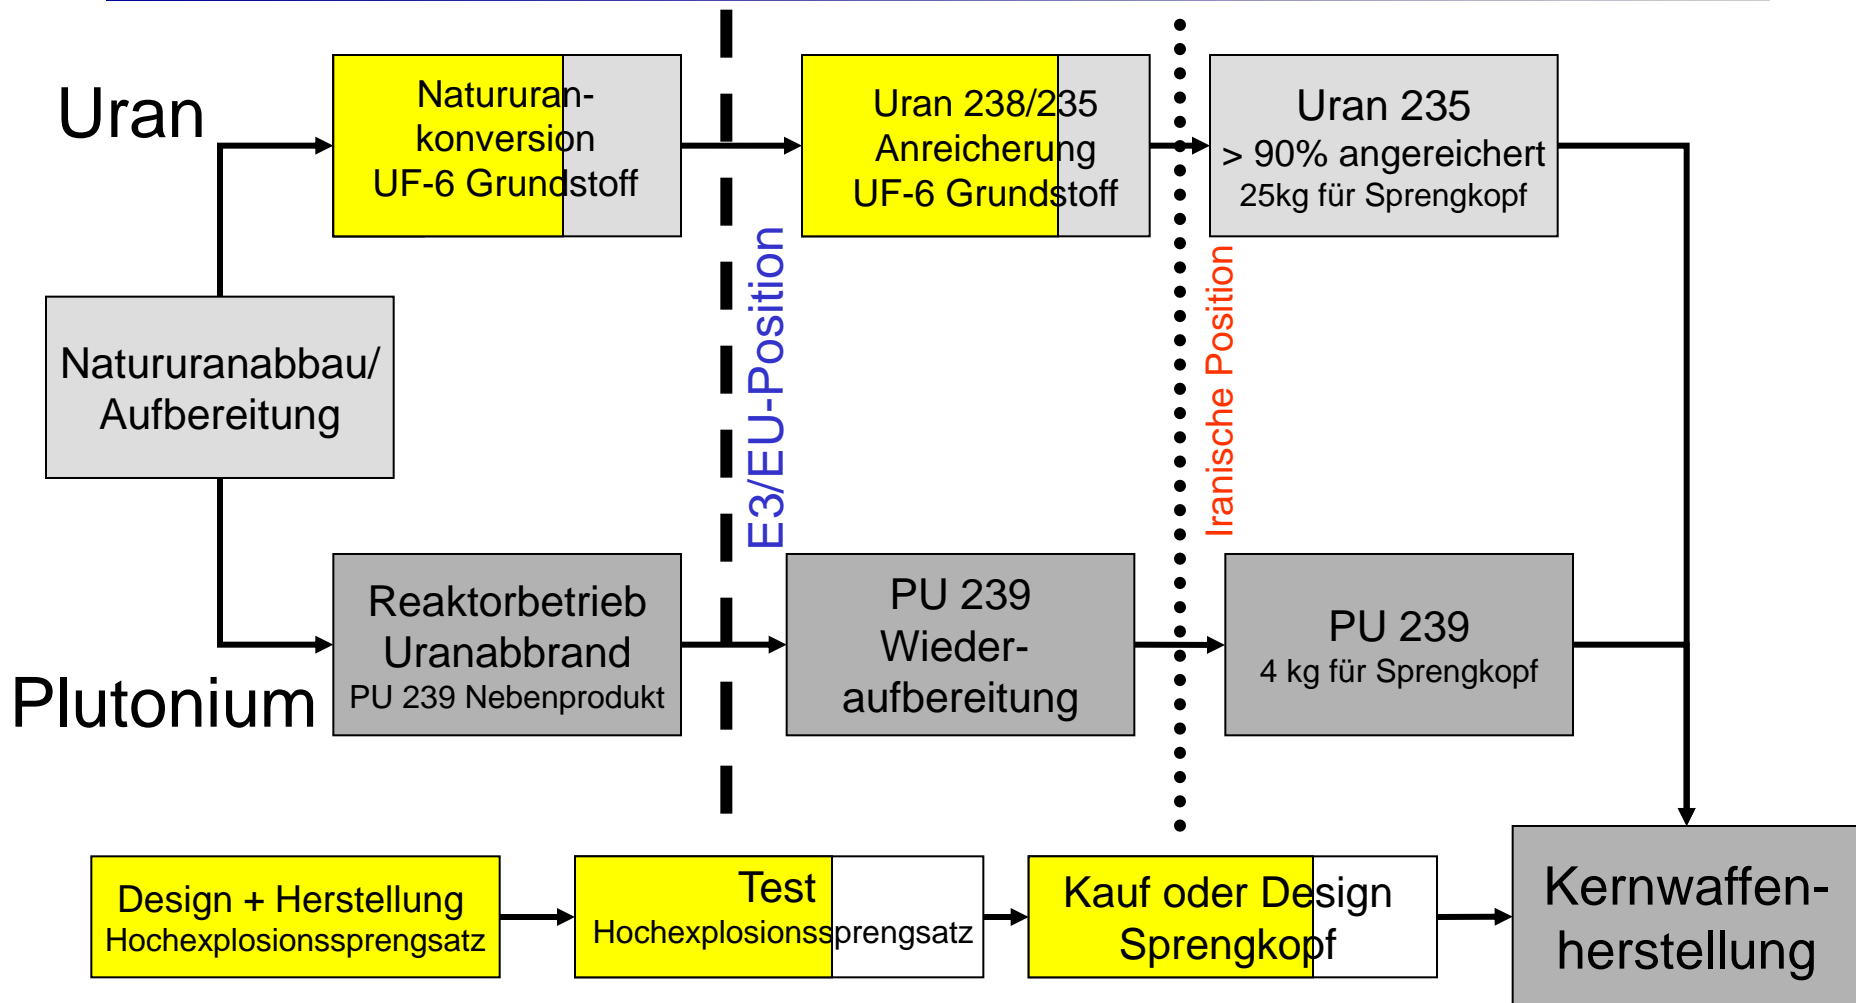 Uran
Natururan-
konversion
UF-6 Grundstoff
Uran 238/235
Anreicherung
UF-6 Grundstoff
Uran 235
> 90% angereichert
25kg für Sprengkopf
E3/EU-Position
Iranische Position
Natururanabbau/
Aufbereitung
Plutonium
Reaktorbetrieb
Uranabbrand
PU 239 Nebenprodukt
PU 239
Wieder-
aufbereitung
PU 239
4 kg für Sprengkopf
Design + Herstellung
Hochexplosionssprengsatz
Test
Hochexplosionssprengsatz
Kauf oder Design
Sprengkopf
Kernwaffen-
herstellung